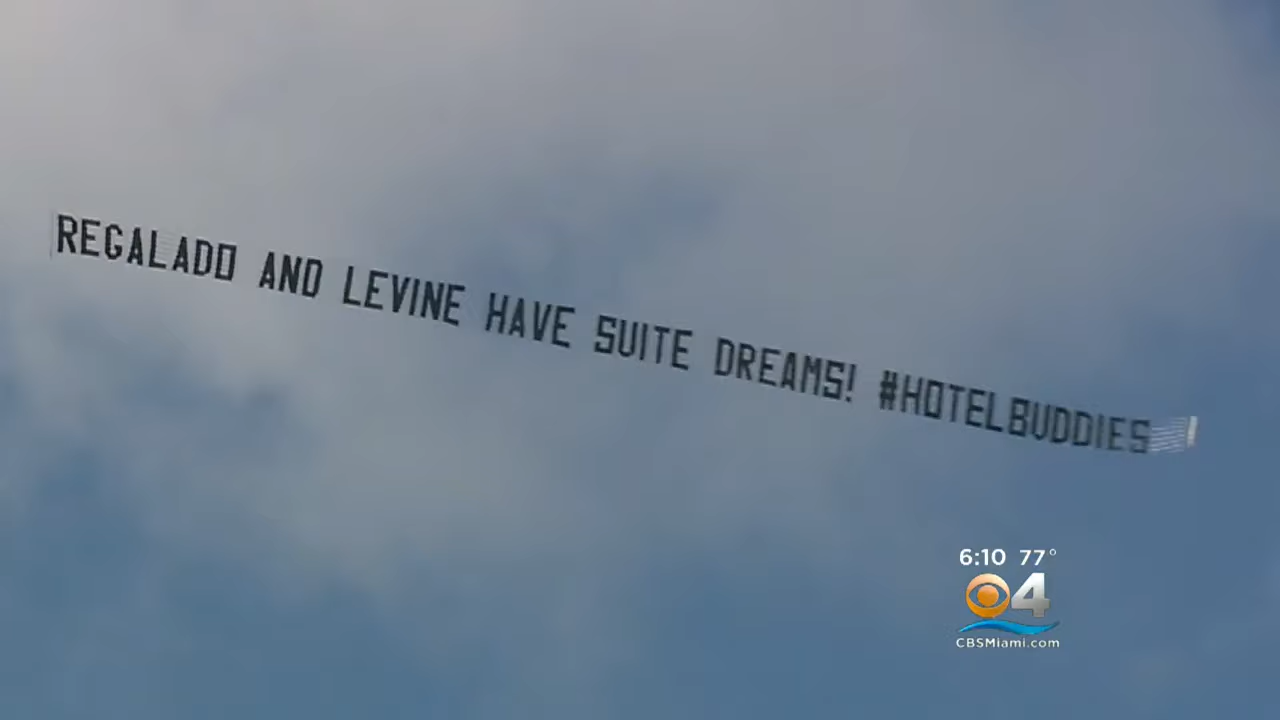 REGALADO AND LEVINE HAVE SUITE DREAMS! #HOTELBUDDIES
6:10 77°
4
CBSMiami.com